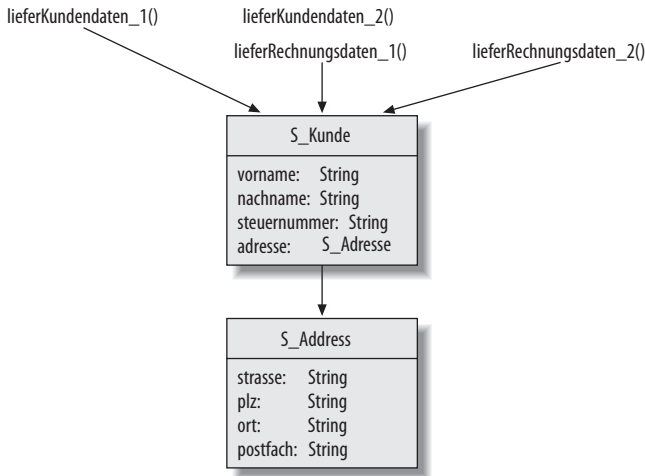 lieferKundendaten_1()
lieferKundendaten_2()
lieferRechnungsdaten_1()
lieferRechnungsdaten_2()
S_Kunde
vorname: String
nachname: String
steuernummer: String
adresse: S_Adresse
S_Address
strasse: String
plz: String
ort: String
postfach: String